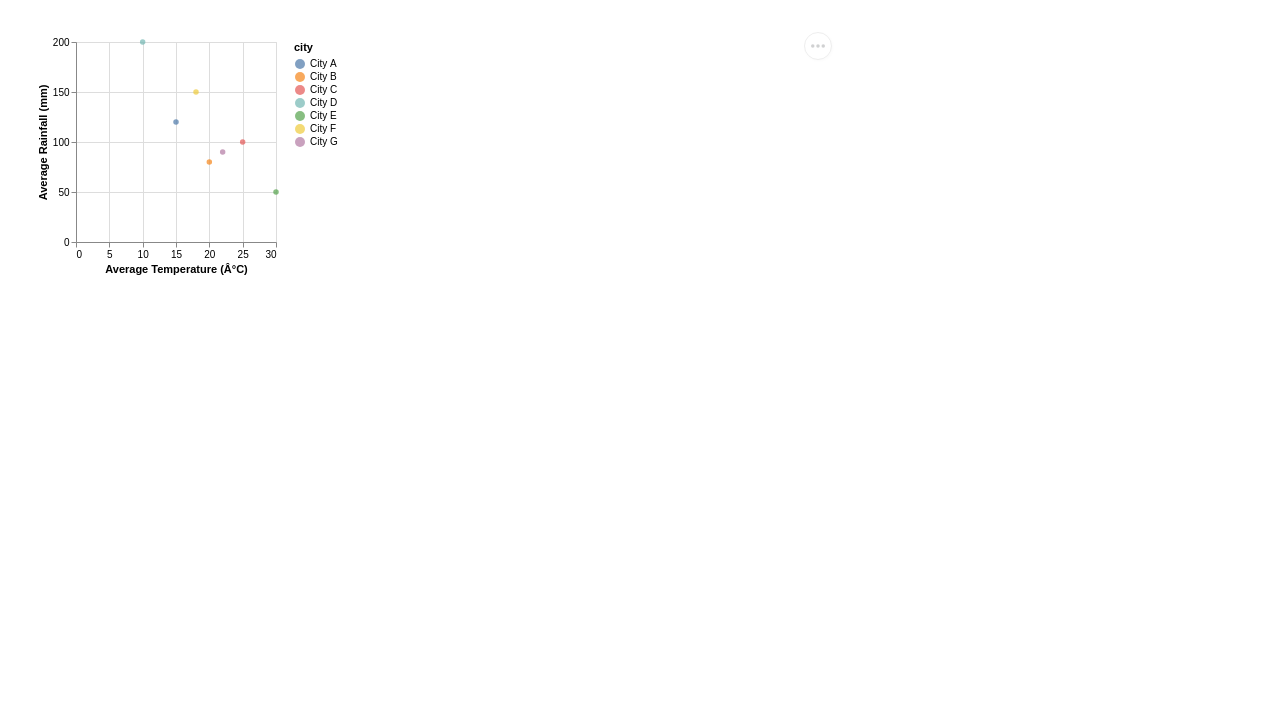 200
150
100
50
0
Average Rainfall (mm)
0 5 10 15 20 25 30
Average Temperature (Â°C)
city
City A
City B
City C
City D
City E
City F
City G